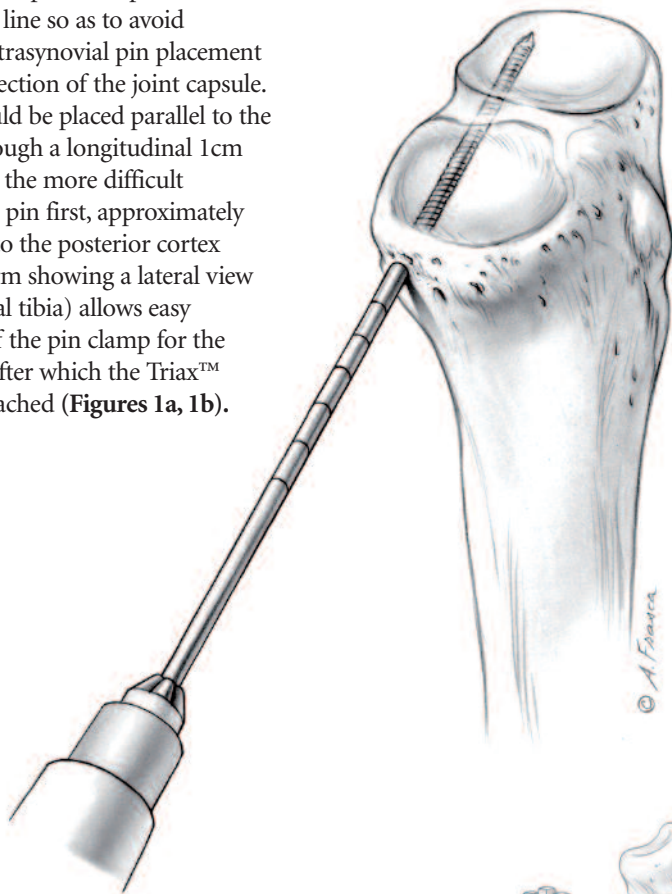 line so as to avoid
trasynovial pin placement
ection of the joint capsule.
ld be placed parallel to the
ough a longitudinal 1cm
the more difficult
pin first, approximately
o the posterior cortex
m showing a lateral view
al tibia) allows easy
f the pin clamp for the
fter which the Triax™
ached (Figures 1a, 1b).
© A. Frasca